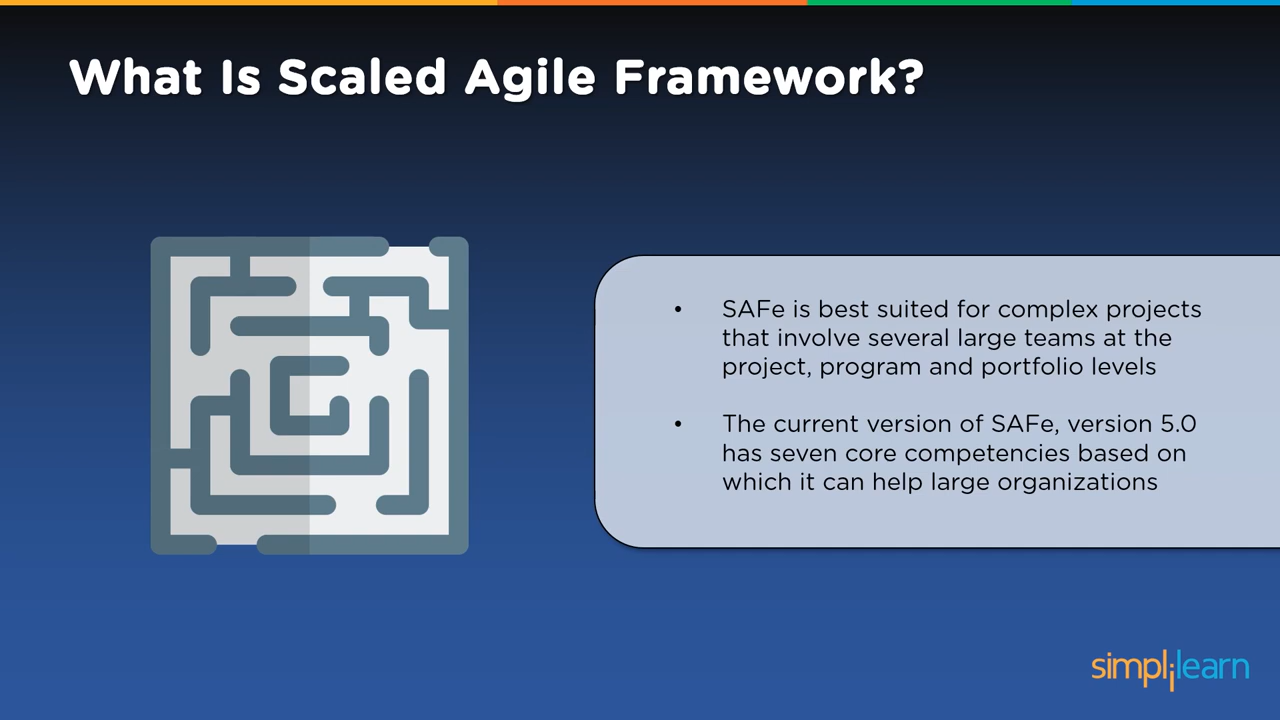 What Is Scaled Agile Framework?
• SAFe is best suited for complex projects
that involve several large teams at the
project, program and portfolio levels
• The current version of SAFe, version 5.0
has seven core competencies based on
which it can help large organizations
simplilearn